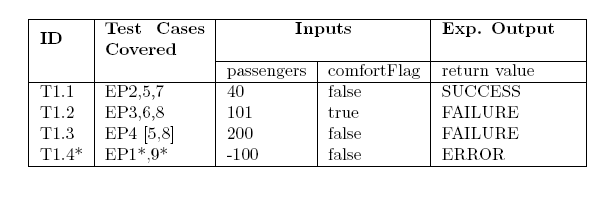 ID Test Cases Covered Inputs Exp. Output
passengers comfortFlag return value
T1.1 EP2,5,7 40 false SUCCESS
T1.2 EP3,6,8 101 true FAILURE
T1.3 EP4 [5,8] 200 false FAILURE
T1.4* EP1*,9* -100 false ERROR